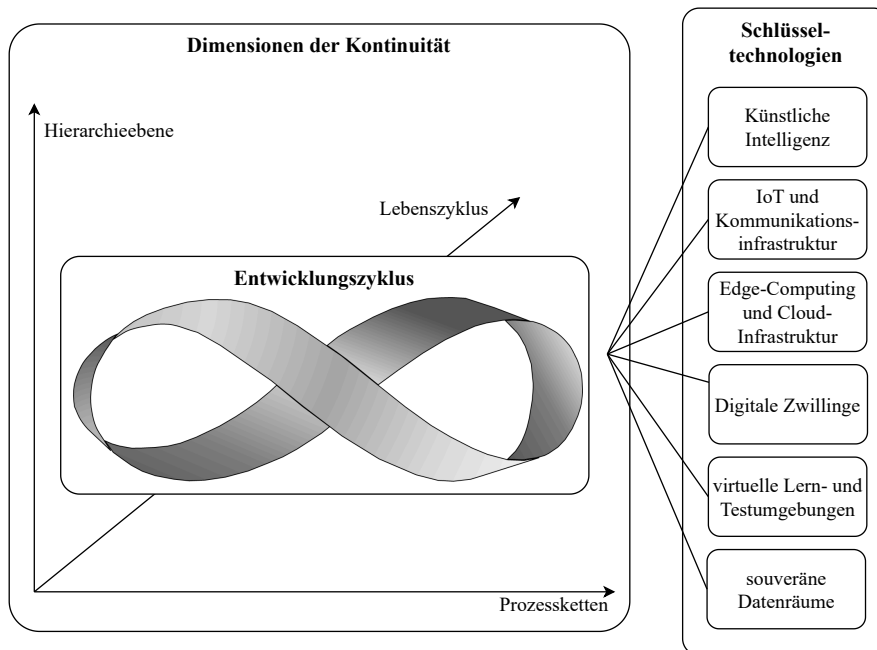 Dimensionen der Kontinuität
Hierarchieebene
Lebenszyklus
Entwicklungszyklus
Prozessketten
Schlüssel-
technologien
Künstliche
Intelligenz
IoT und
Kommunikations-
infrastruktur
Edge-Computing
und Cloud-
Infrastruktur
Digitale Zwillinge
virtuelle Lern- und
Testumgebungen
souveräne
Datenräume